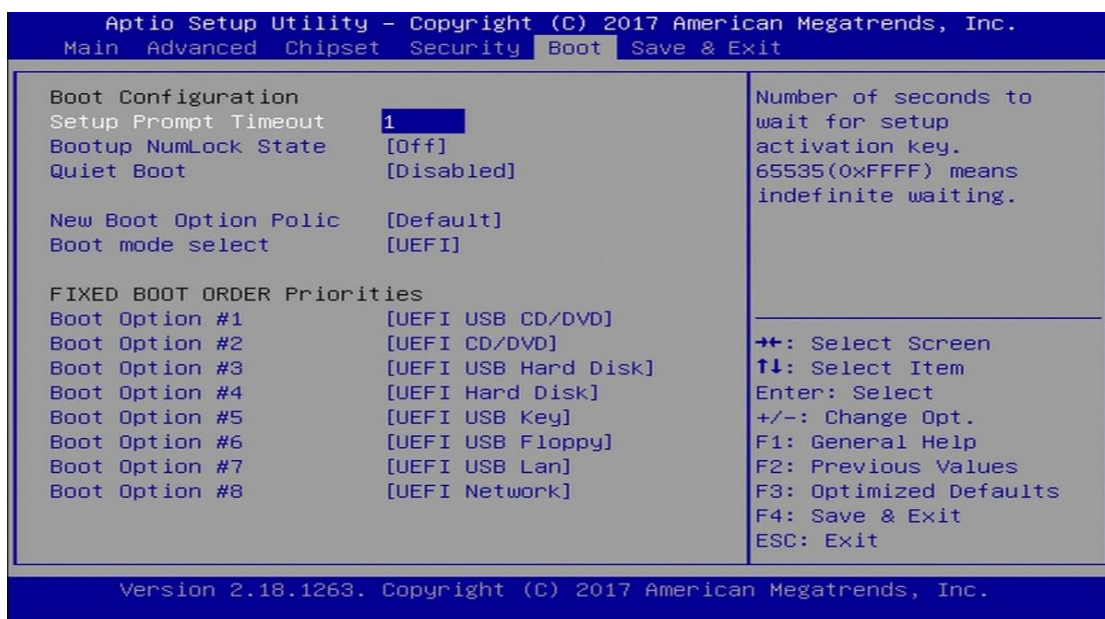 Aptio Setup Utility – Copyright (C) 2017 American Megatrends, Inc.
Main Advanced Chipset Security Boot Save & Exit
Boot Configuration
Setup Prompt Timeout 1
Bootup NumLock State [Off]
Quiet Boot [Disabled]
New Boot Option Polic [Default]
Boot mode select [UEFI]
FIXED BOOT ORDER Priorities
Boot Option #1 [UEFI USB CD/DVD]
Boot Option #2 [UEFI CD/DVD]
Boot Option #3 [UEFI USB Hard Disk]
Boot Option #4 [UEFI Hard Disk]
Boot Option #5 [UEFI USB Key]
Boot Option #6 [UEFI USB Floppy]
Boot Option #7 [UEFI USB Lan]
Boot Option #8 [UEFI Network]
Number of seconds to
wait for setup
activation key.
65535(0xFFFF) means
indefinite waiting.
→←: Select Screen
↑↓: Select Item
Enter: Select
+/-: Change Opt.
F1: General Help
F2: Previous Values
F3: Optimized Defaults
F4: Save & Exit
ESC: Exit
Version 2.18.1263. Copyright (C) 2017 American Megatrends, Inc.